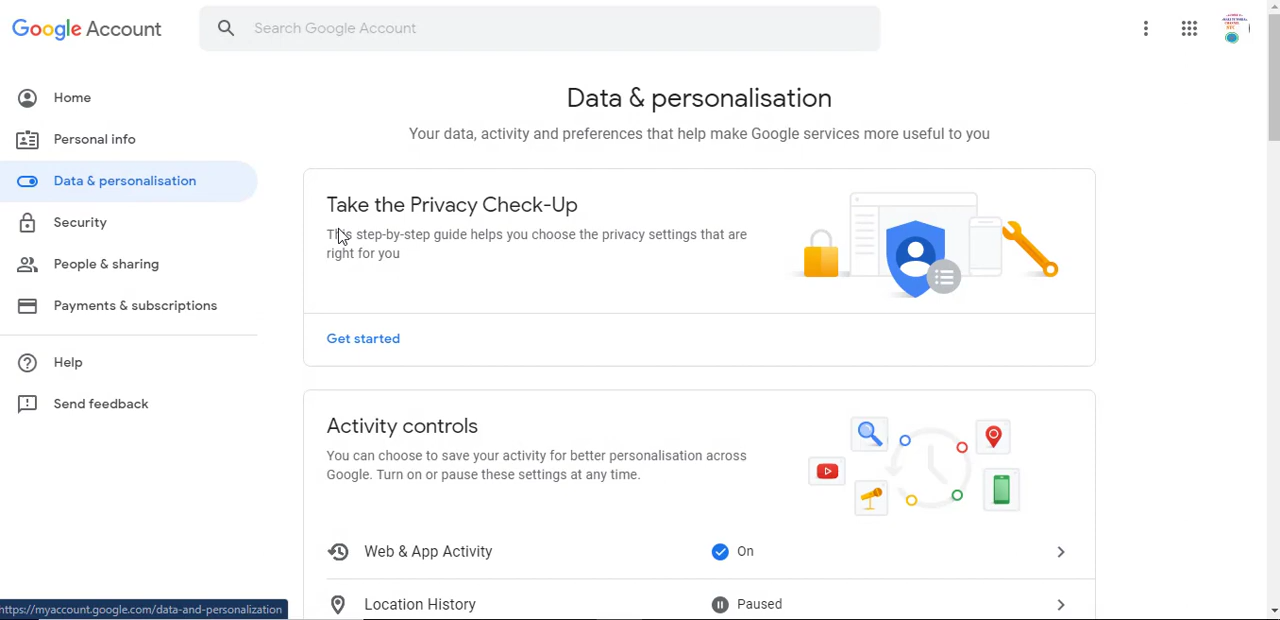 Google Account
Search Google Account
Home
Personal info
Data & personalisation
Security
People & sharing
Payments & subscriptions
Help
Send feedback
Data & personalisation
Your data, activity and preferences that help make Google services more useful to you
Take the Privacy Check-Up
This step-by-step guide helps you choose the privacy settings that are
right for you
Get started
Activity controls
You can choose to save your activity for better personalisation across
Google. Turn on or pause these settings at any time.
Web & App Activity On
Location History Paused
https://myaccount.google.com/data-and-personalization